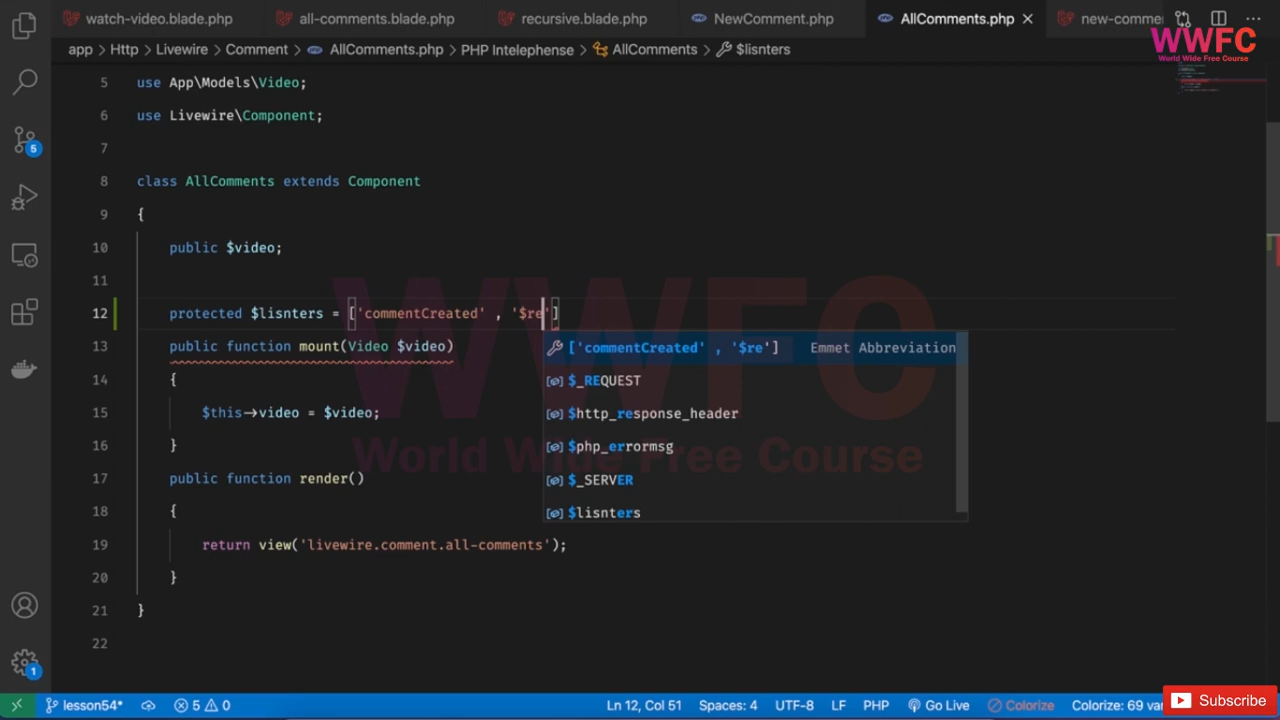 watch-video.blade.php all-comments.blade.php recursive.blade.php NewComment.php AllComments.php new-comme
WWFC
World Wide Free Course
app > Http > Livewire > Comment > AllComments.php > PHP Intelephense > AllComments > $lisnters
5 use App\Models\Video;
6 use Livewire\Component;
7
8 class AllComments extends Component
9 {
10 public $video;
11
12 protected $lisnters = ['commentCreated' , '$re']
13 public function mount(Video $video)
['commentCreated' , '$re'] Emmet Abbreviation
14 {
$_REQUEST
15 $this->video = $video;
$http_response_header
16 }
$php_errormsg
17 public function render()
$_SERVER
18 {
$lisnters
19 return view('livewire.comment.all-comments');
20 }
21 }
22
WWFC
World Wide Free Course
5
1
lesson54* 5 0 Ln 12, Col 51 Spaces: 4 UTF-8 LF PHP Go Live Colorize Colorize: 69 var
Subscribe